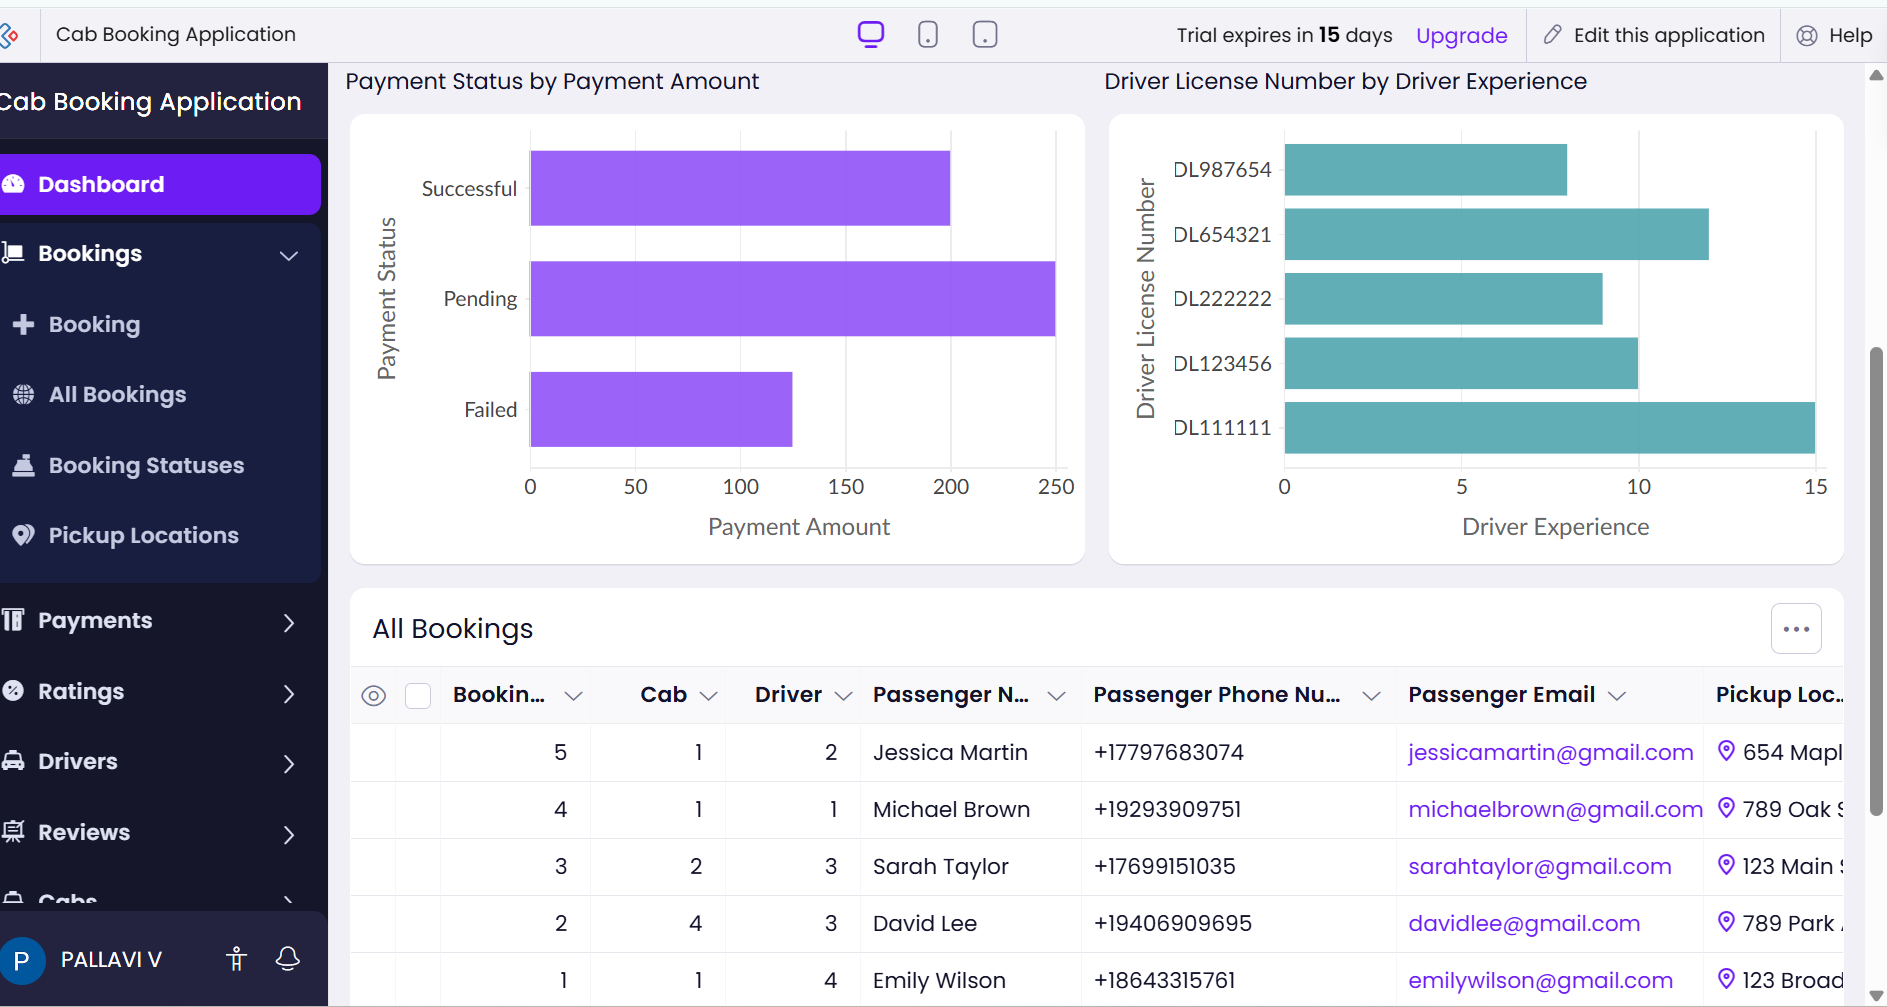 Cab Booking Application
Trial expires in 15 days Upgrade Edit this application Help
Cab Booking Application
Dashboard
Bookings
Booking
All Bookings
Booking Statuses
Pickup Locations
Payments
Ratings
Drivers
Reviews
Cabs
P PALLAVI V
Payment Status by Payment Amount
Payment Status
Successful
Pending
Failed
0 50 100 150 200 250
Payment Amount
Driver License Number by Driver Experience
Driver License Number
DL987654
DL654321
DL222222
DL123456
DL111111
0 5 10 15
Driver Experience
All Bookings
Bookin... Cab Driver Passenger N... Passenger Phone Nu... Passenger Email Pickup Loc..
5 1 2 Jessica Martin +17797683074 jessicamartin@gmail.com 654 Mapl
4 1 1 Michael Brown +19293909751 michaelbrown@gmail.com 789 Oak S
3 2 3 Sarah Taylor +17699151035 sarahtaylor@gmail.com 123 Main S
2 4 3 David Lee +19406909695 davidlee@gmail.com 789 Park
1 1 4 Emily Wilson +18643315761 emilywilson@gmail.com 123 Broad